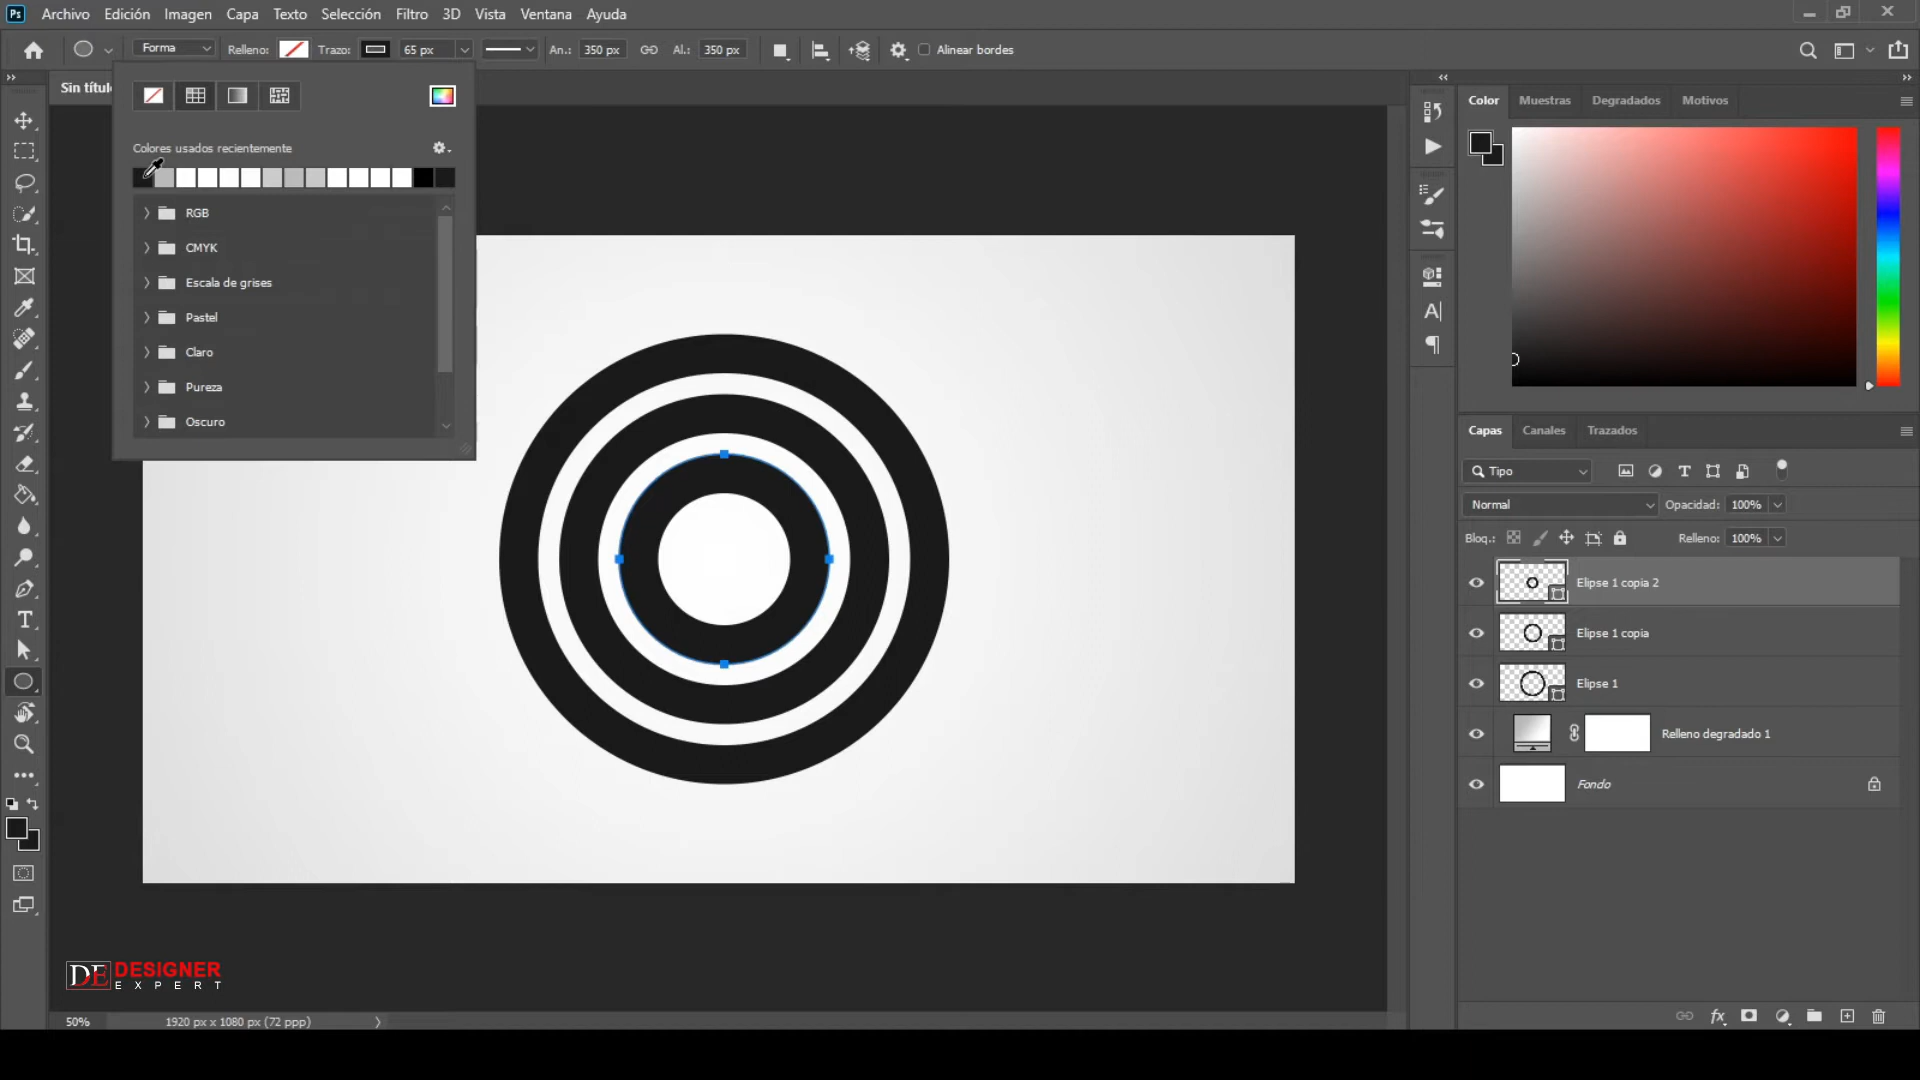 Ps Archivo Edición Imagen Capa Texto Selección Filtro 3D Vista Ventana Ayuda
Forma Relleno: Trazo: 65 px An.: 350 px Al.: 350 px Alinear bordes
Sin títul
Colores usados recientemente
RGB
CMYK
Escala de grises
Pastel
Claro
Pureza
Oscuro
Color Muestras Degradados Motivos
Capas Canales Trazados
Tipo
Normal Opacidad: 100%
Bloq.: Relleno: 100%
Elipse 1 copia 2
Elipse 1 copia
Elipse 1
Relleno degradado 1
Fondo
DE DESIGNER
EXPERT
50% 1920 px x 1080 px (72 ppp)
fx